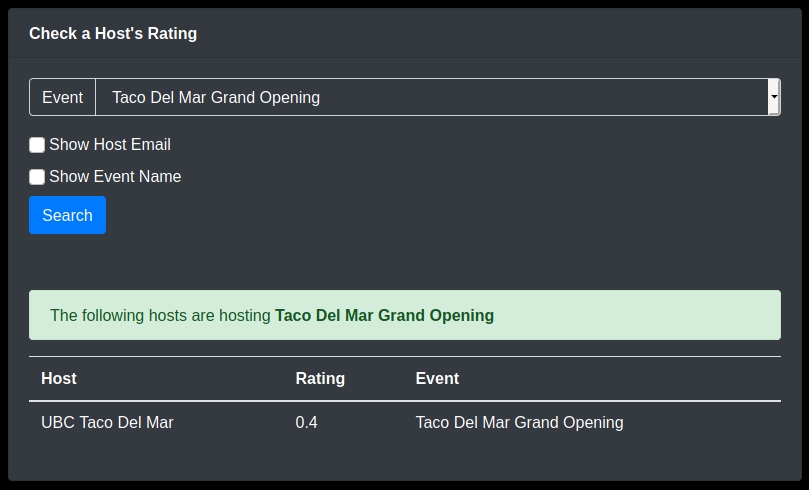 Check a Host's Rating
Event Taco Del Mar Grand Opening
Show Host Email
Show Event Name
Search
The following hosts are hosting Taco Del Mar Grand Opening
Host Rating Event
UBC Taco Del Mar 0.4 Taco Del Mar Grand Opening